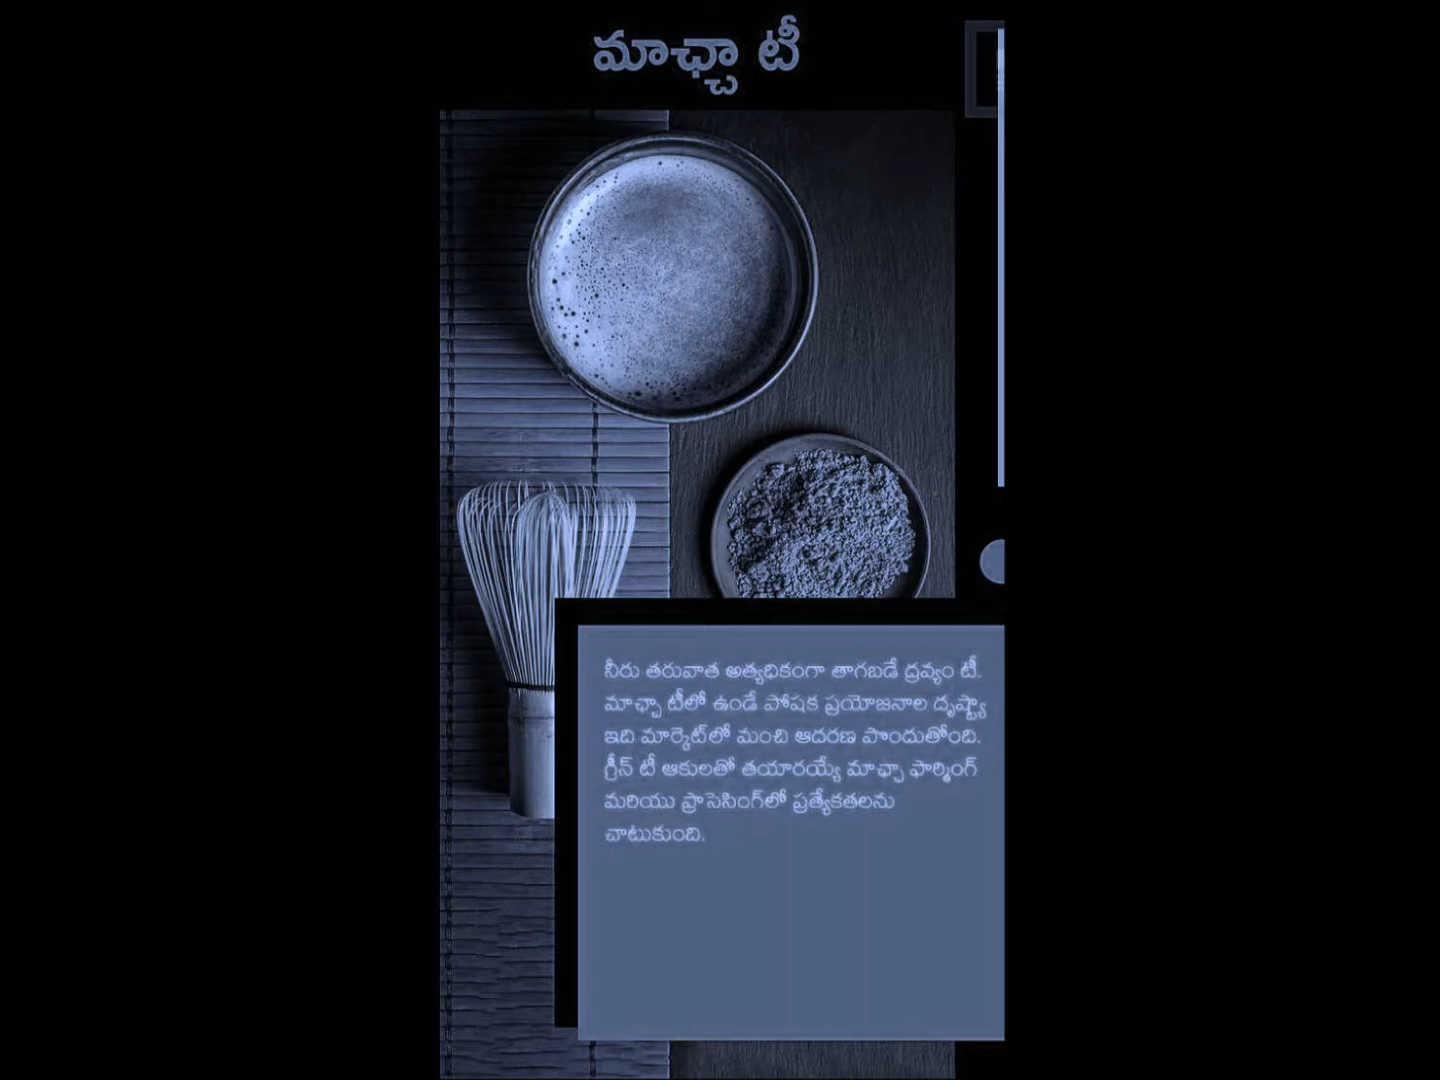 మాఛ్చా టీ
నీరు తరువాత అత్యధికంగా తాగబడే ద్రవ్యం టీ.
మాఛ్చా టీలో ఉండే పోషక ప్రయోజనాల దృష్ట్యా
ఇది మార్కెట్‌లో మంచి ఆదరణ పొందుతోంది.
గ్రీన్ టీ ఆకులతో తయారయ్యే మాఛ్ఛా ఫార్మింగ్
మరియు ప్రాసెసింగ్‌లో ప్రత్యేకతలను
చాటుకుంది.